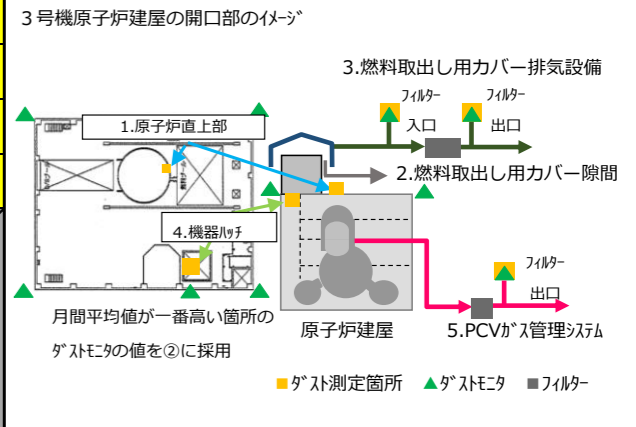 3号機原子炉建屋の開口部のｲﾒｰｼﾞ
3.燃料取出し用カバー排気設備
ﾌｨﾙﾀｰ
ﾌｨﾙﾀｰ
1.原子炉直上部
入口
出口
2.燃料取出し用カバー隙間
4.機器ﾊｯﾁ
ﾌｨﾙﾀｰ
出口
月間平均値が一番高い箇所の
ﾀﾞｽﾄﾓﾆﾀの値を②に採用
原子炉建屋
5.PCVｶﾞｽ管理ｼｽﾃﾑ
■ﾀﾞｽﾄ測定箇所 ▲ﾀﾞｽﾄﾓﾆﾀ ■ﾌｨﾙﾀｰ